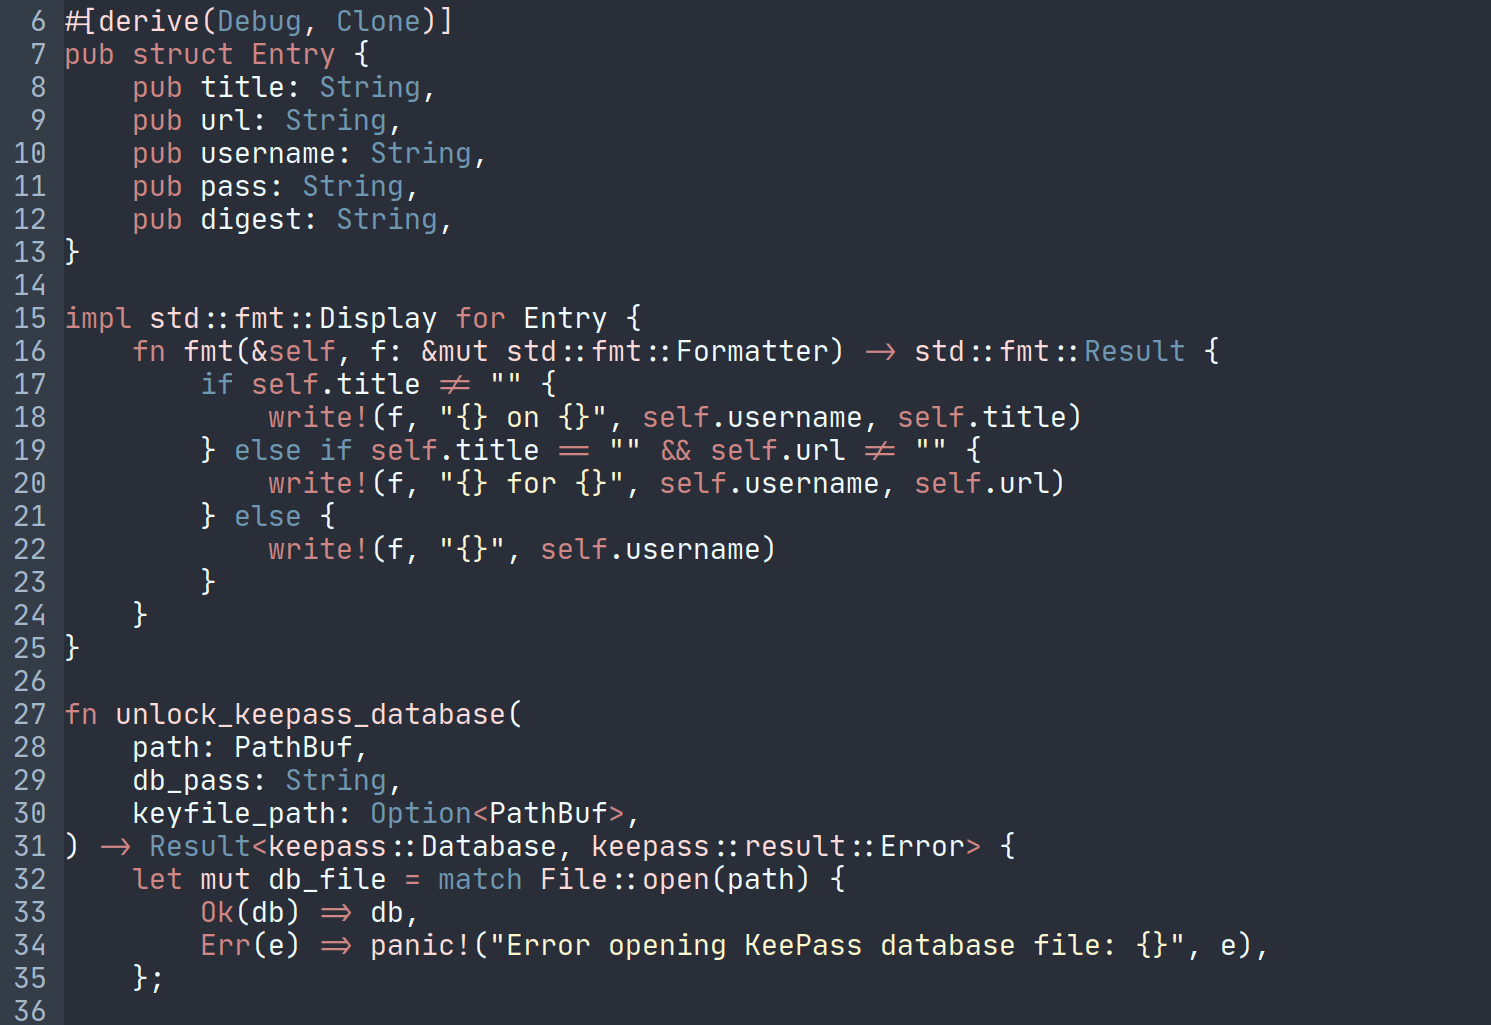 6 #[derive(Debug, Clone)]
7 pub struct Entry {
8     pub title: String,
9     pub url: String,
10     pub username: String,
11     pub pass: String,
12     pub digest: String,
13 }
14
15 impl std::fmt::Display for Entry {
16     fn fmt(&self, f: &mut std::fmt::Formatter) -> std::fmt::Result {
17         if self.title != "" {
18             write!(f, "{} on {}", self.username, self.title)
19         } else if self.title == "" && self.url != "" {
20             write!(f, "{} for {}", self.username, self.url)
21         } else {
22             write!(f, "{}", self.username)
23         }
24     }
25 }
26
27 fn unlock_keepass_database(
28     path: PathBuf,
29     db_pass: String,
30     keyfile_path: Option<PathBuf>,
31 ) -> Result<keepass::Database, keepass::result::Error> {
32     let mut db_file = match File::open(path) {
33         Ok(db) => db,
34         Err(e) => panic!("Error opening KeePass database file: {}", e),
35     };
36